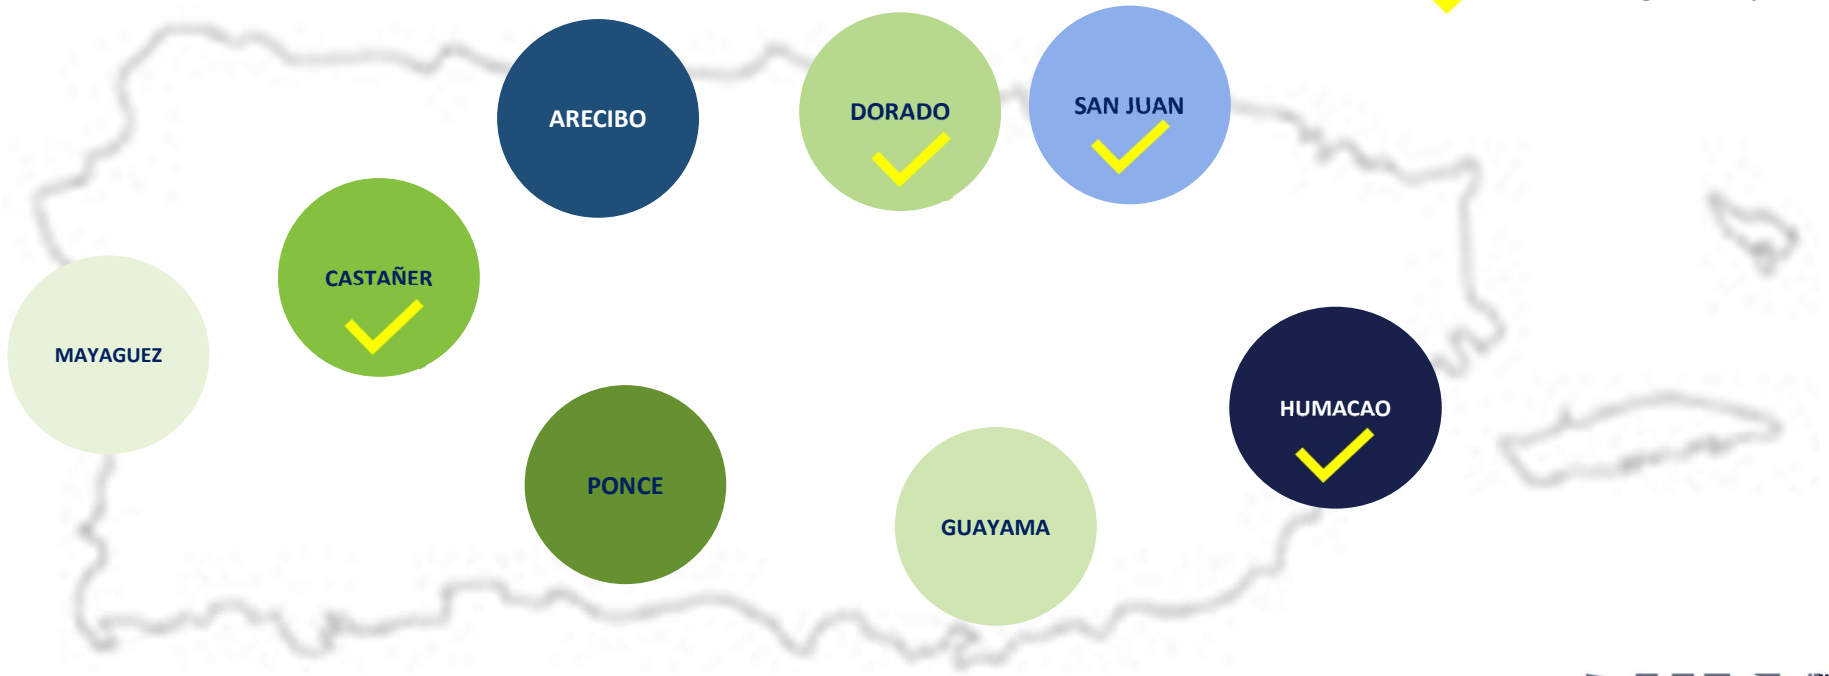 ARECIBO
DORADO
SAN JUAN
CASTAÑER
MAYAGUEZ
HUMACAO
PONCE
GUAYAMA